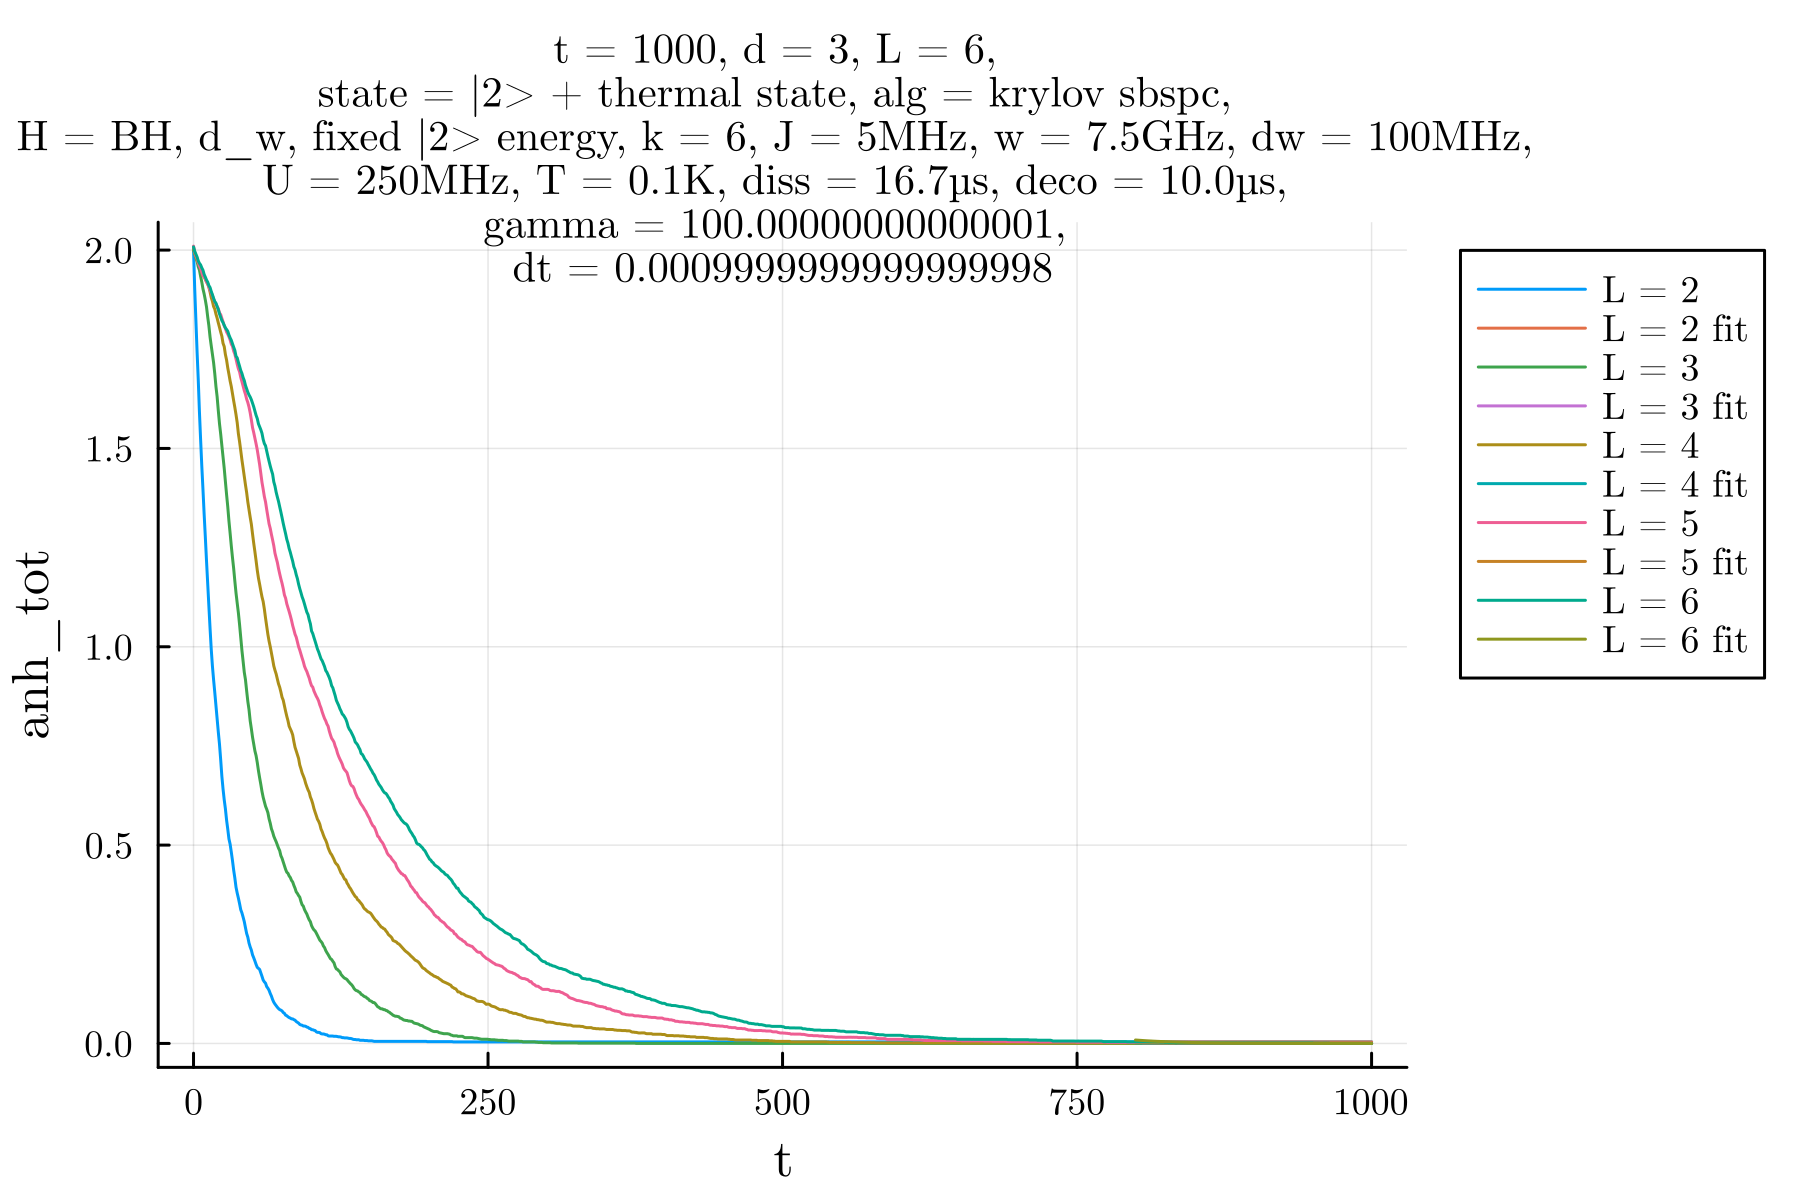 t = 1000, d = 3, L = 6,
state = |2> + thermal state, alg = krylov sbspc,
H = BH, d_w, fixed |2> energy, k = 6, J = 5MHz, w = 7.5GHz, dw = 100MHz,
U = 250MHz, T = 0.1K, diss = 16.7µs, deco = 10.0µs,
gamma = 100.00000000000001,
dt = 0.0009999999999999998
anh_tot
2.0
1.5
1.0
0.5
0.0
0
250
500
750
1000
t
L = 2
L = 2 fit
L = 3
L = 3 fit
L = 4
L = 4 fit
L = 5
L = 5 fit
L = 6
L = 6 fit